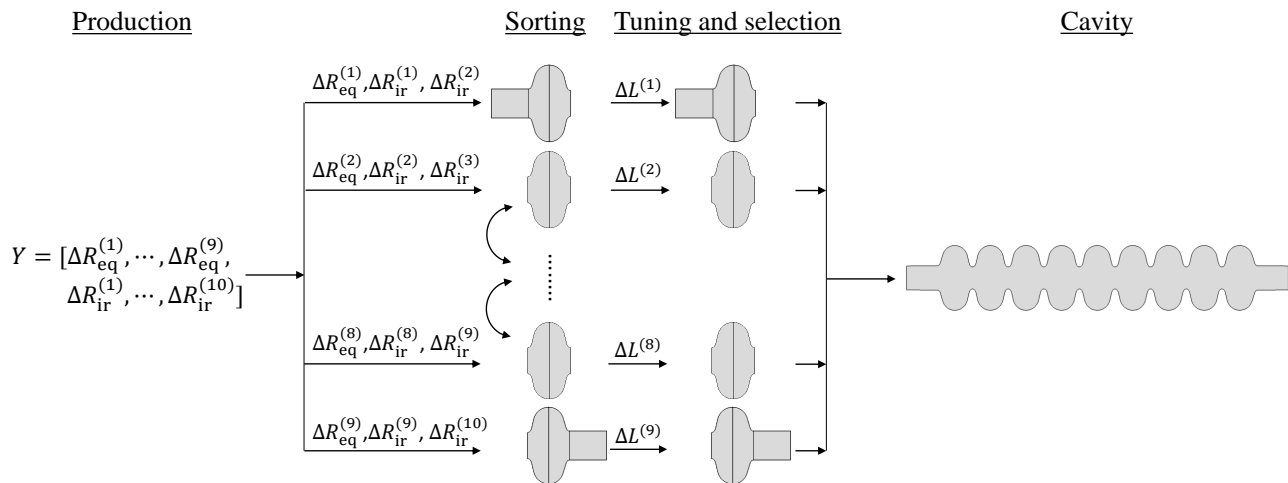 Production Sorting Tuning and selection Cavity
ΔR_eq^(1), ΔR_ir^(1), ΔR_ir^(2) ΔL^(1)
ΔR_eq^(2), ΔR_ir^(2), ΔR_ir^(3) ΔL^(2)
Y = [ΔR_eq^(1), ⋯, ΔR_eq^(9),
ΔR_ir^(1), ⋯, ΔR_ir^(10)]
ΔR_eq^(8), ΔR_ir^(8), ΔR_ir^(9) ΔL^(8)
ΔR_eq^(9), ΔR_ir^(9), ΔR_ir^(10) ΔL^(9)